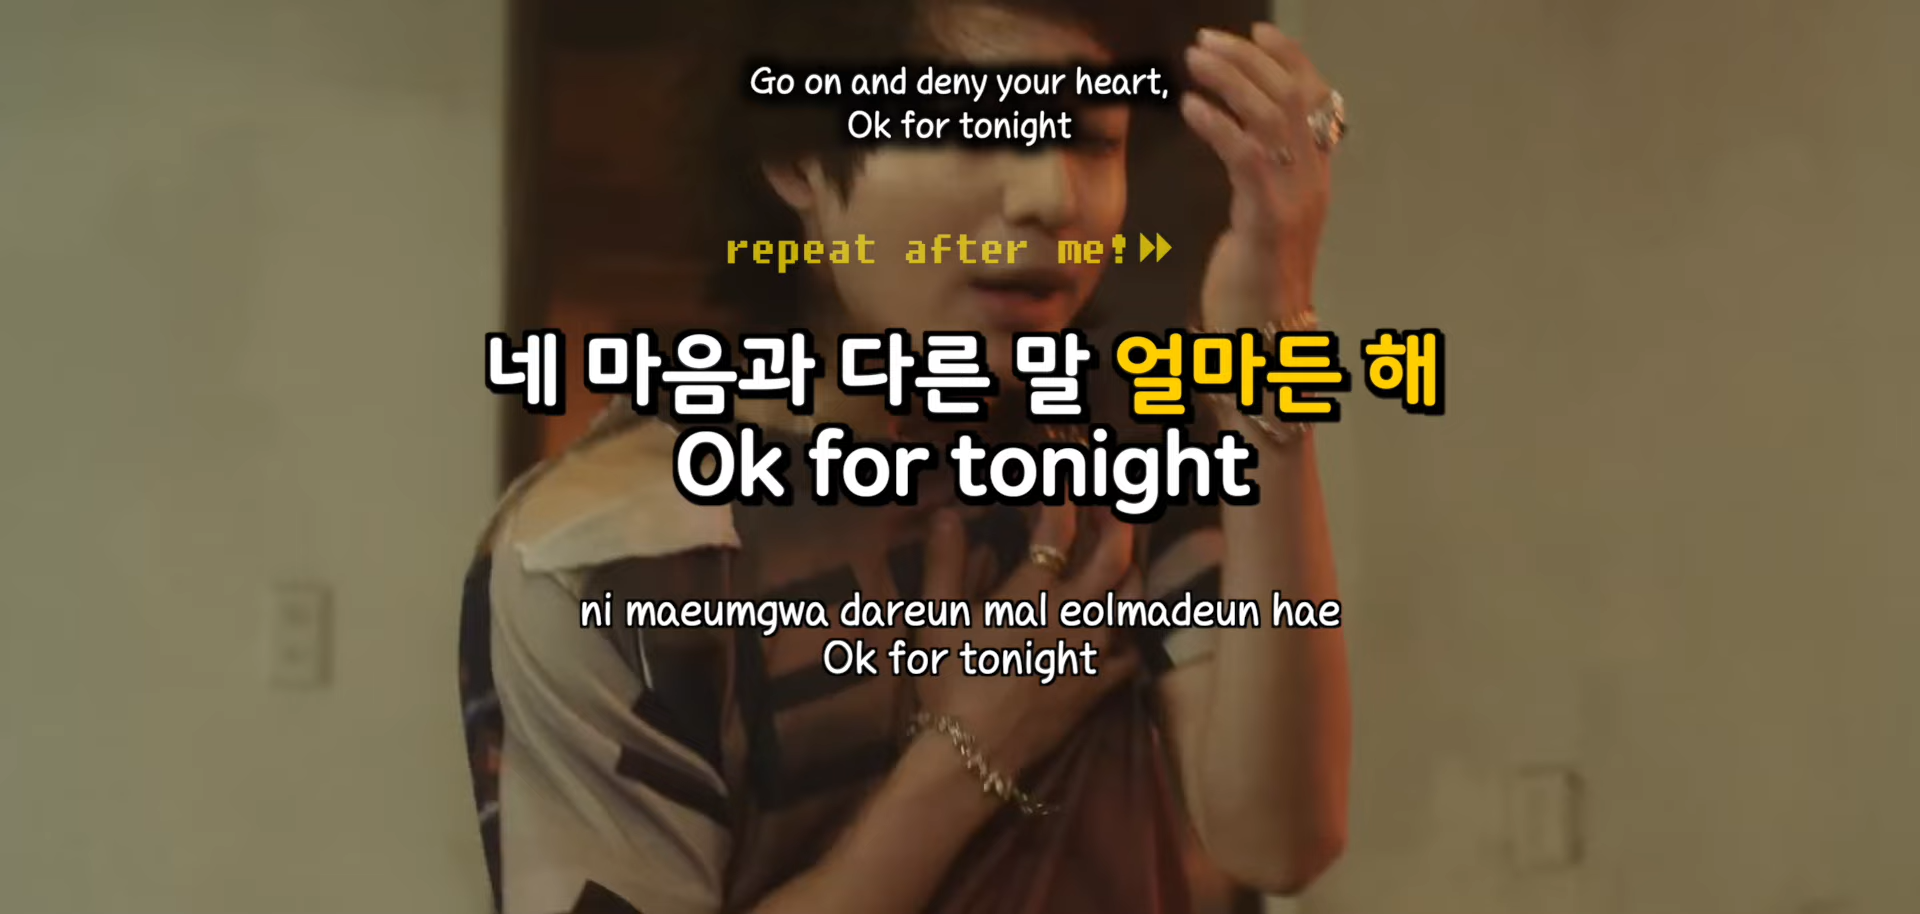 Go on and deny your heart,
Ok for tonight
repeat after me!
네 마음과 다른 말 얼마든 해
Ok for tonight
ni maeumgwa dareun mal eolmadeun hae
Ok for tonight